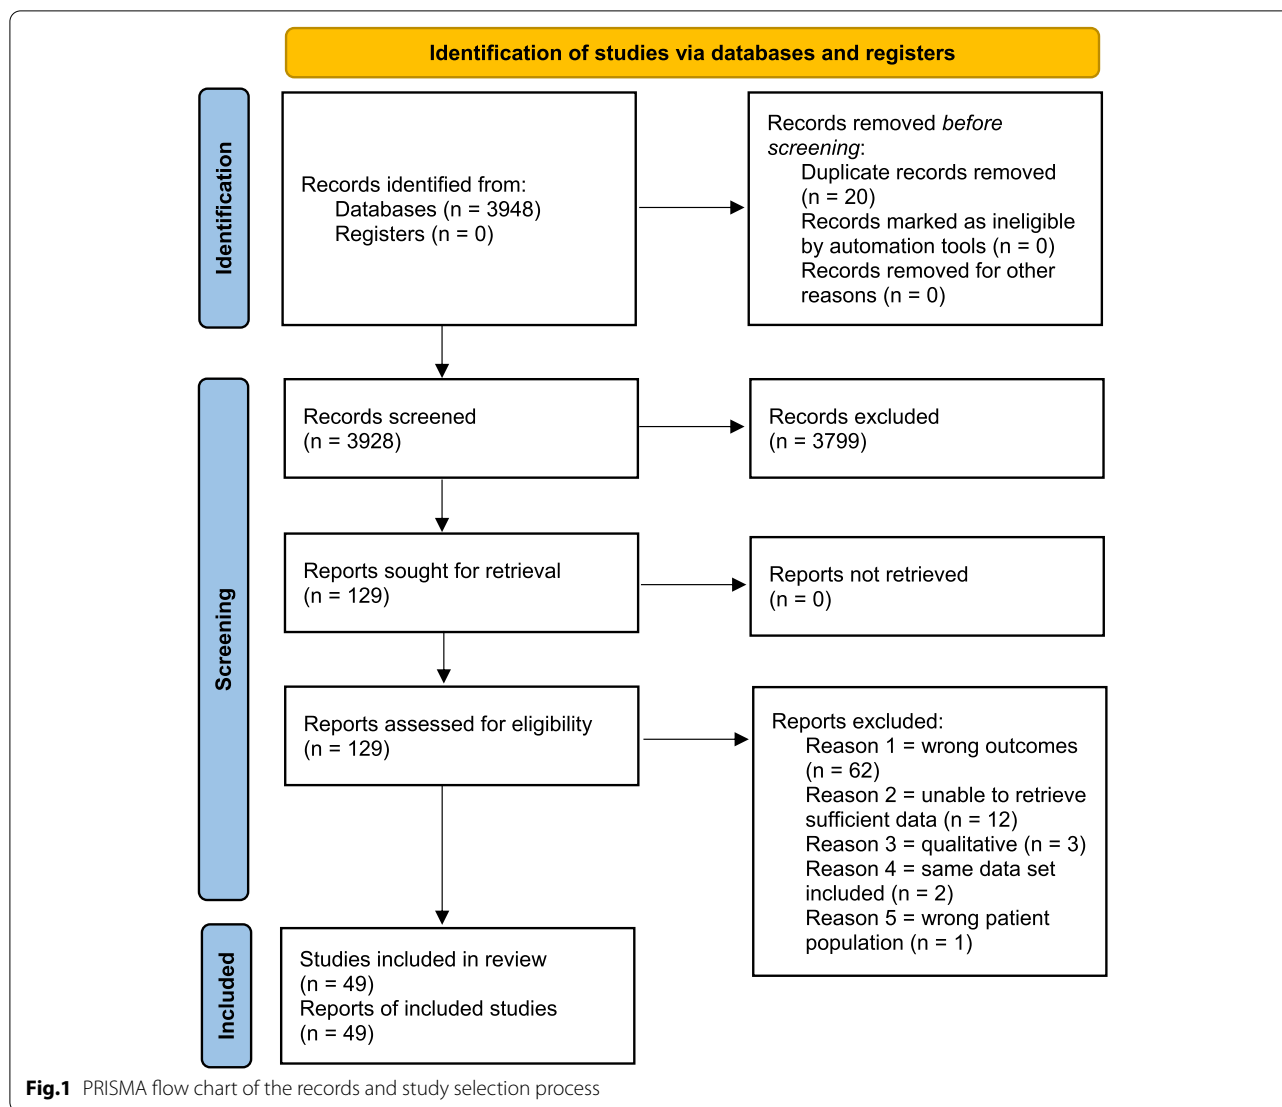 Identification of studies via databases and registers
Identification
Records identified from:
Databases (n = 3948)
Registers (n = 0)
Records removed before
screening:
Duplicate records removed
(n = 20)
Records marked as ineligible
by automation tools (n = 0)
Records removed for other
reasons (n = 0)
Screening
Records screened
(n = 3928)
Records excluded
(n = 3799)
Reports sought for retrieval
(n = 129)
Reports not retrieved
(n = 0)
Reports assessed for eligibility
(n = 129)
Reports excluded:
Reason 1 = wrong outcomes
(n = 62)
Reason 2 = unable to retrieve
sufficient data (n = 12)
Reason 3 = qualitative (n = 3)
Reason 4 = same data set
included (n = 2)
Reason 5 = wrong patient
population (n = 1)
Included
Studies included in review
(n = 49)
Reports of included studies
(n = 49)
Fig.1 PRISMA flow chart of the records and study selection process